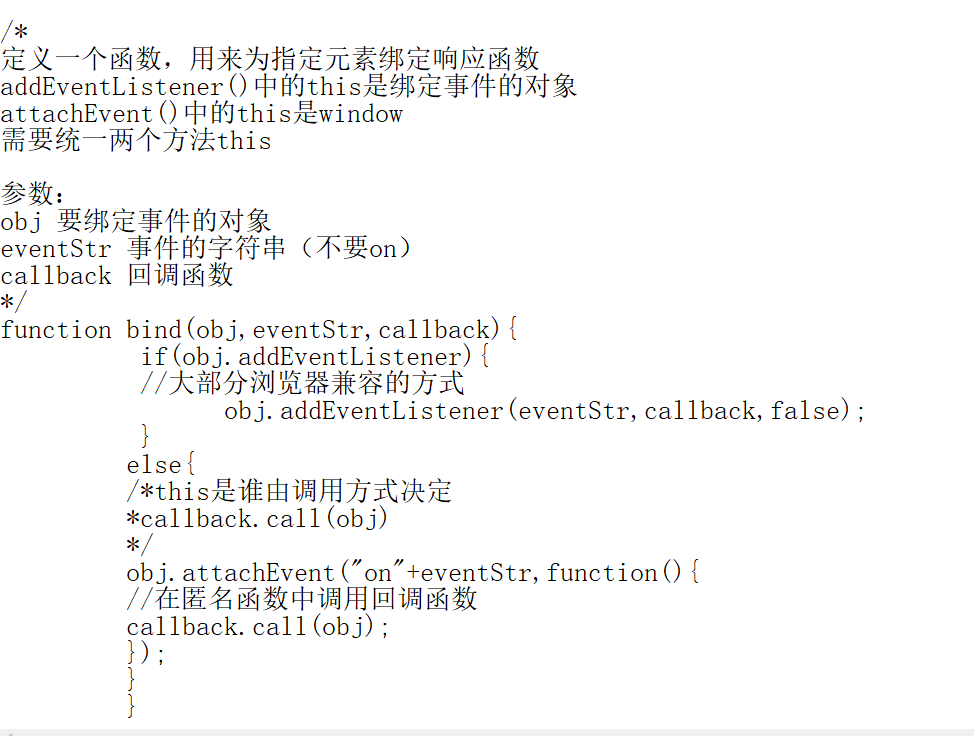 /*
定义一个函数，用来为指定元素绑定响应函数
addEventListener()中的this是绑定事件的对象
attachEvent()中的this是window
需要统一两个方法this
参数：
obj 要绑定事件的对象
eventStr 事件的字符串（不要on）
callback 回调函数
*/
function bind(obj,eventStr,callback){
if(obj.addEventListener){
//大部分浏览器兼容的方式
obj.addEventListener(eventStr,callback,false);
}
else{
/*this是谁由调用方式决定
*callback.call(obj)
*/
obj.attachEvent("on"+eventStr,function(){
//在匿名函数中调用回调函数
callback.call(obj);
});
}
}